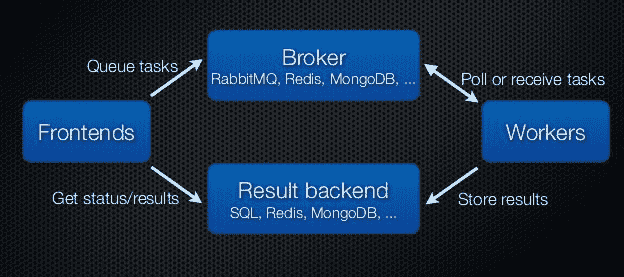 Broker
RabbitMQ, Redis, MongoDB, ...
Queue tasks
Poll or receive tasks
Frontends
Workers
Result backend
SQL, Redis, MongoDB, ...
Get status/results
Store results